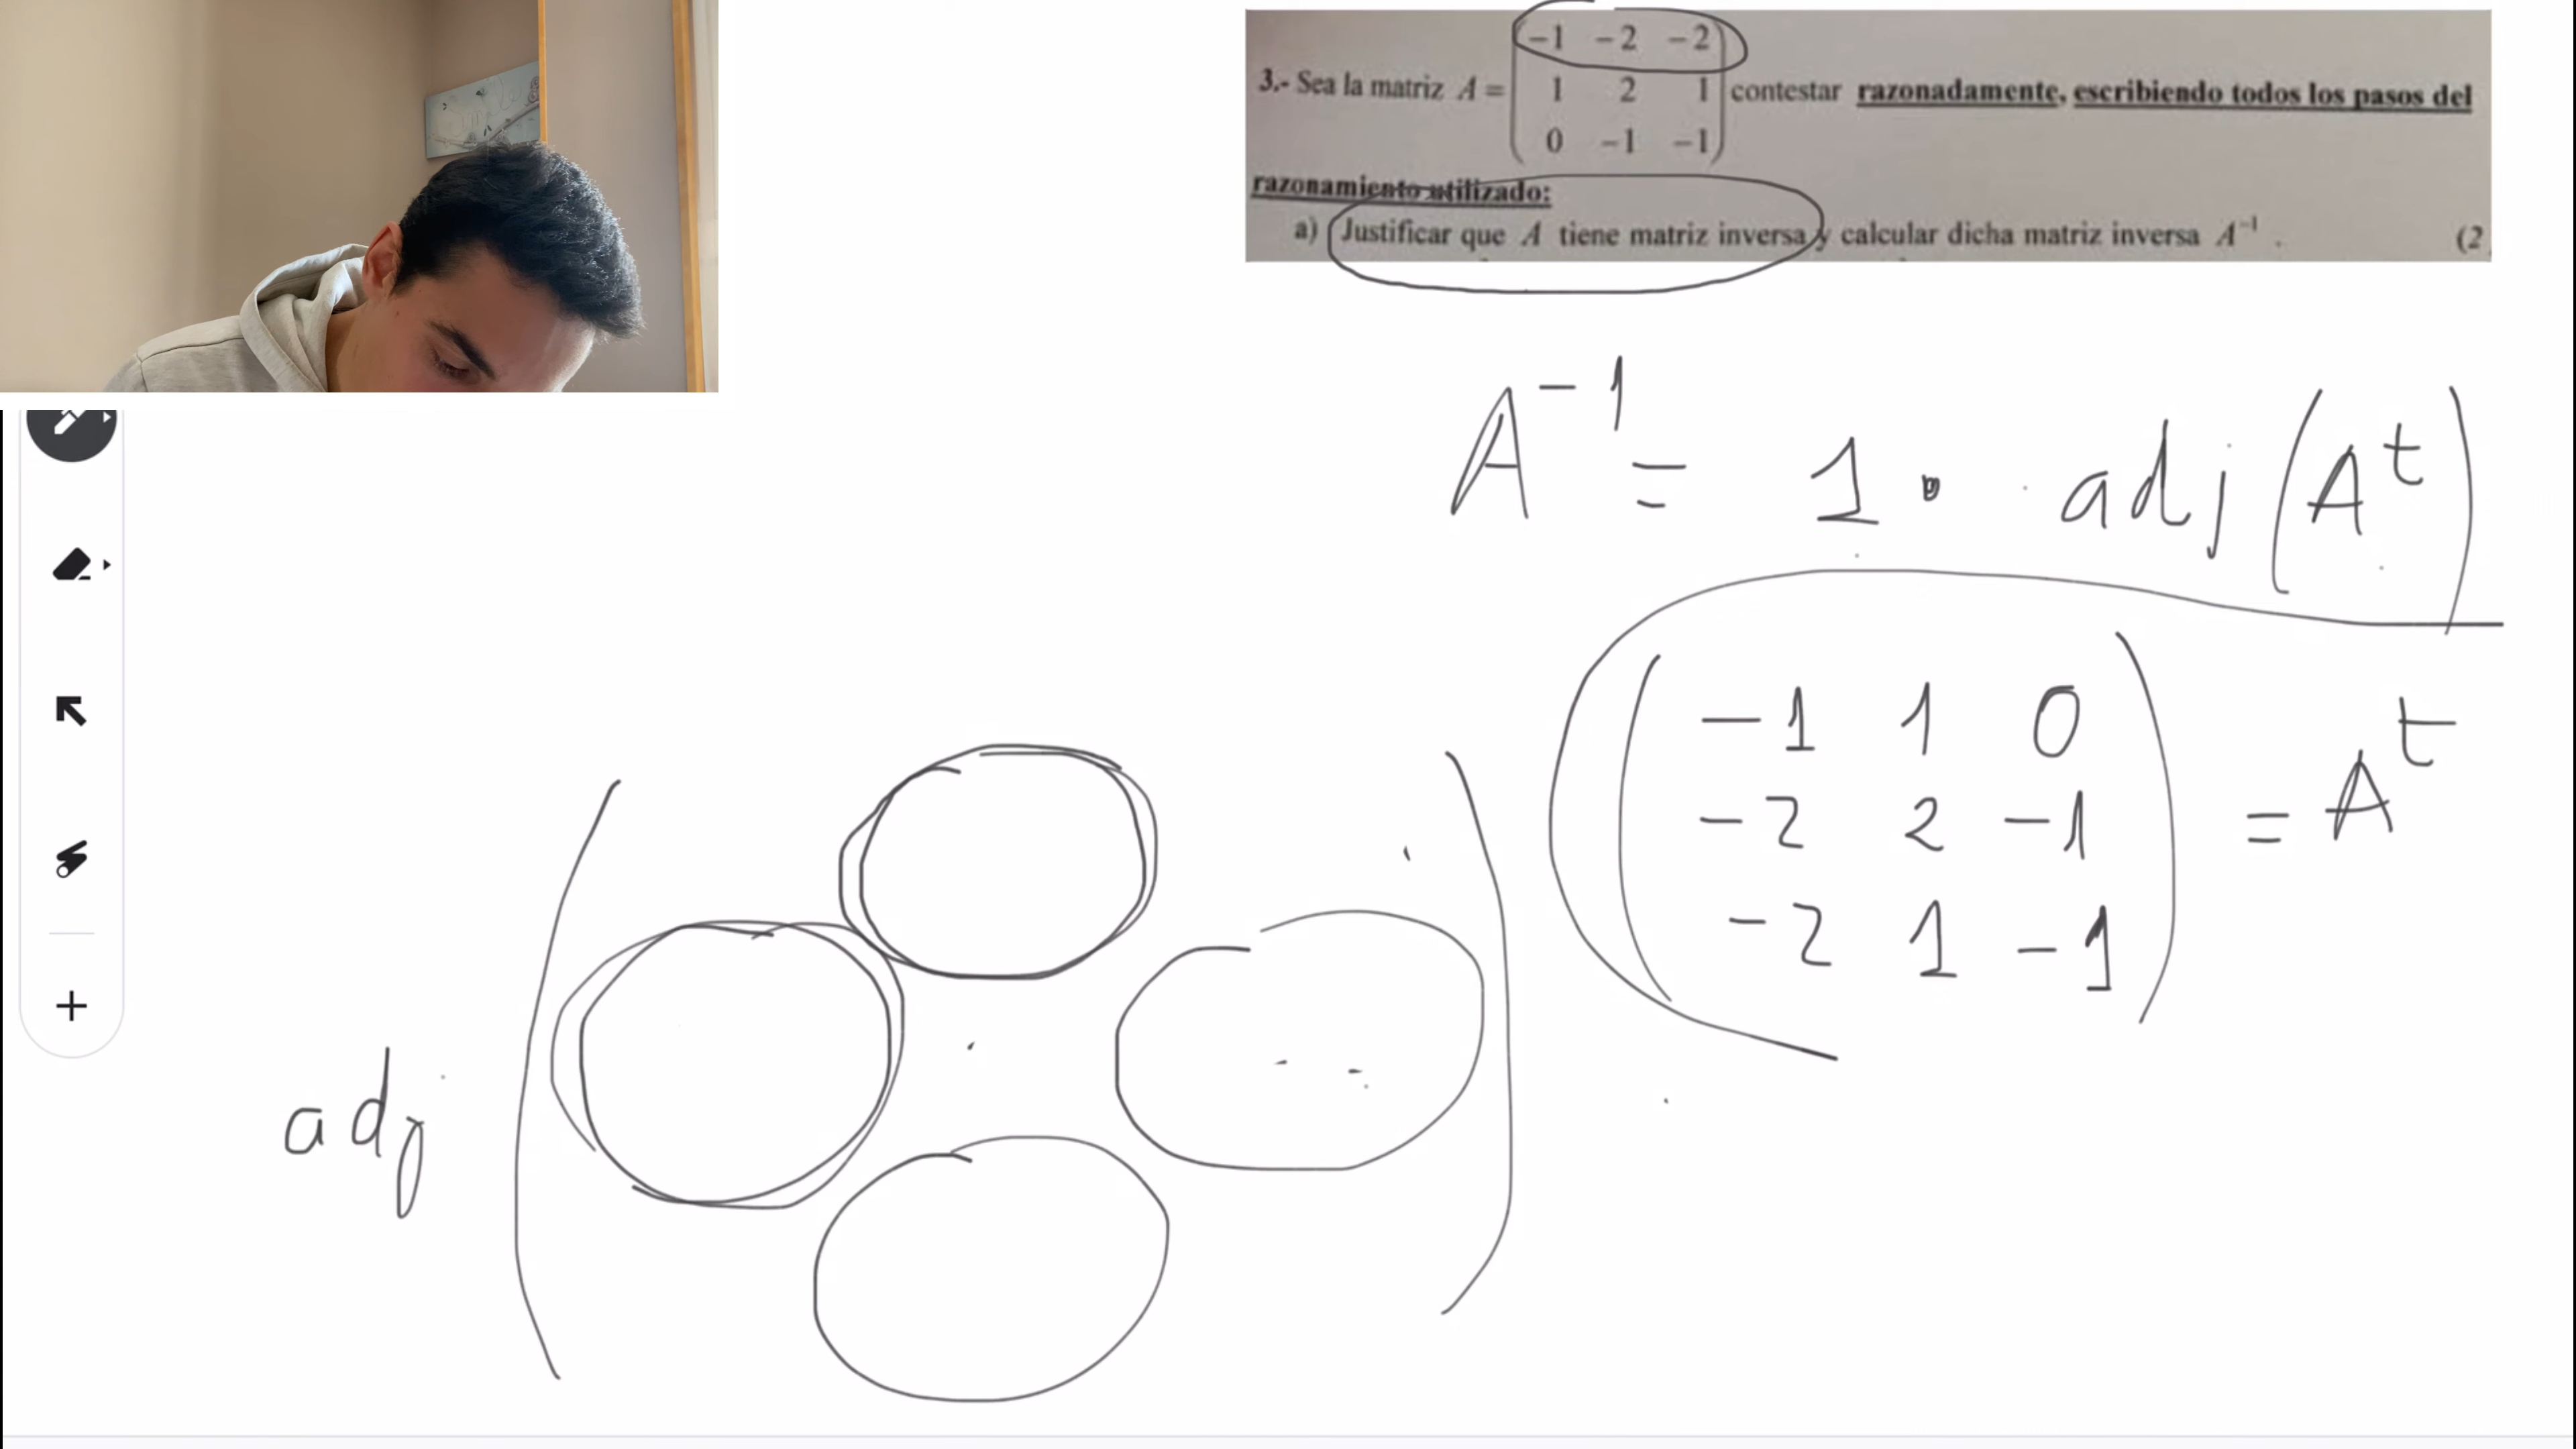 -1 -2 -2
3.- Sea la matriz A = 1 2 1 contestar razonadamente, escribiendo todos los pasos del
0 -1 -1
razonamiento utilizado:
a) Justificar que A tiene matriz inversa y calcular dicha matriz inversa A⁻¹ . (2
A⁻¹ = 1 · adj (Aᵗ)
-1 1 0
-2 2 -1 = Aᵗ
-2 1 -1
adj